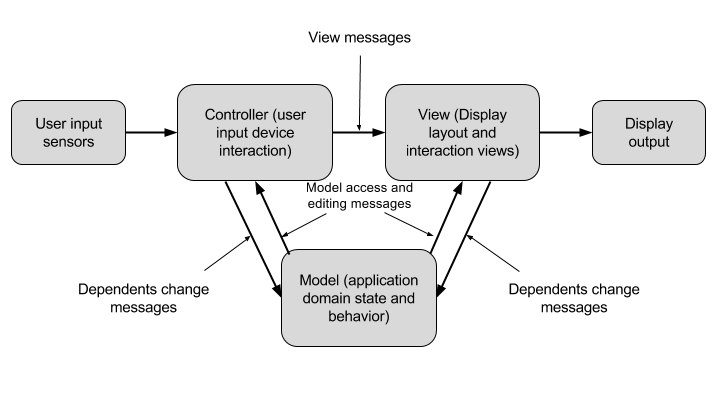 View messages
User input
sensors
Controller (user
input device
interaction)
View (Display
layout and
interaction views)
Display
output
Model access and
editing messages
Model (application
domain state and
behavior)
Dependents change
messages
Dependents change
messages